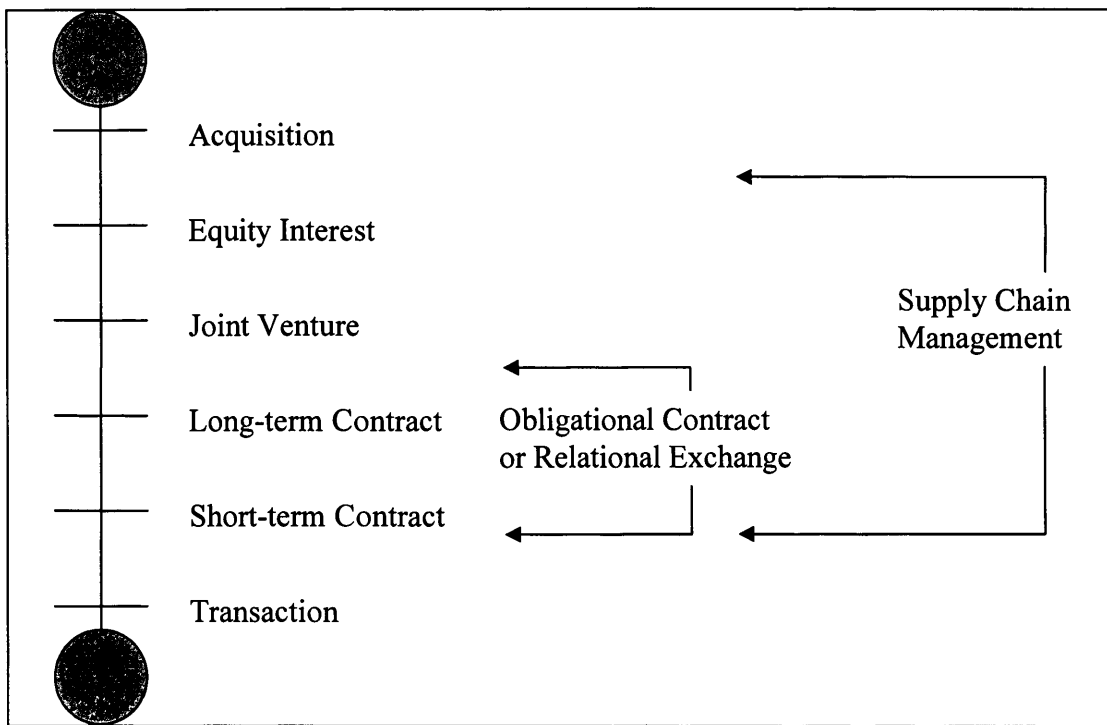 Acquisition
Equity Interest
Joint Venture
Long-term Contract
Short-term Contract
Transaction
Obligational Contract
or Relational Exchange
Supply Chain
Management